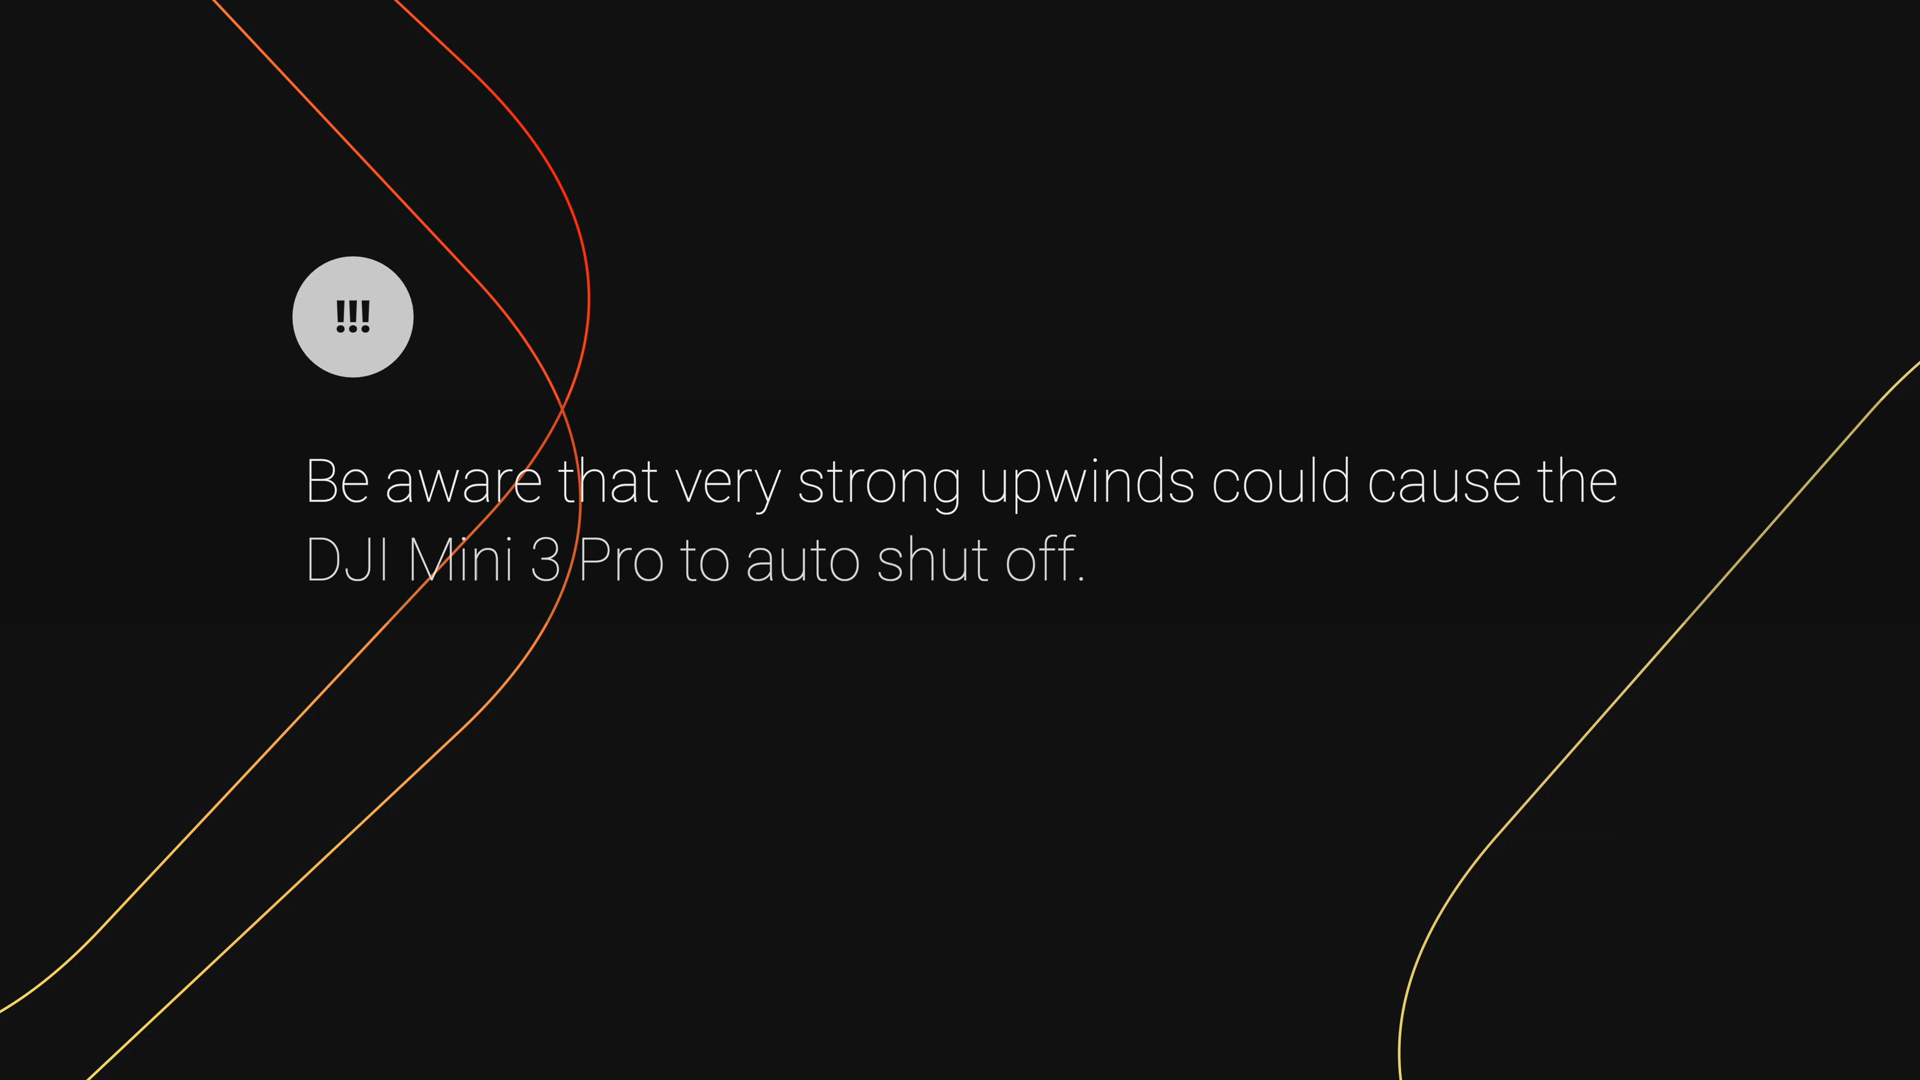 !!!
Be aware that very strong upwinds could cause the
DJI Mini 3 Pro to auto shut off.